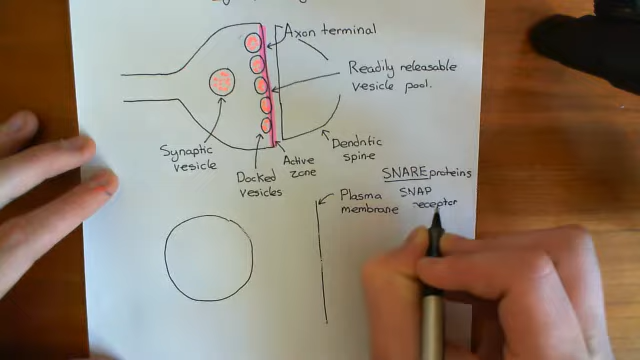 Axon terminal
Readily releasable
vesicle pool.
Synaptic
vesicle
Docked
vesicles
Active
zone
Dendritic
spine
SNARE proteins
SNAP
receptor
Plasma
membrane